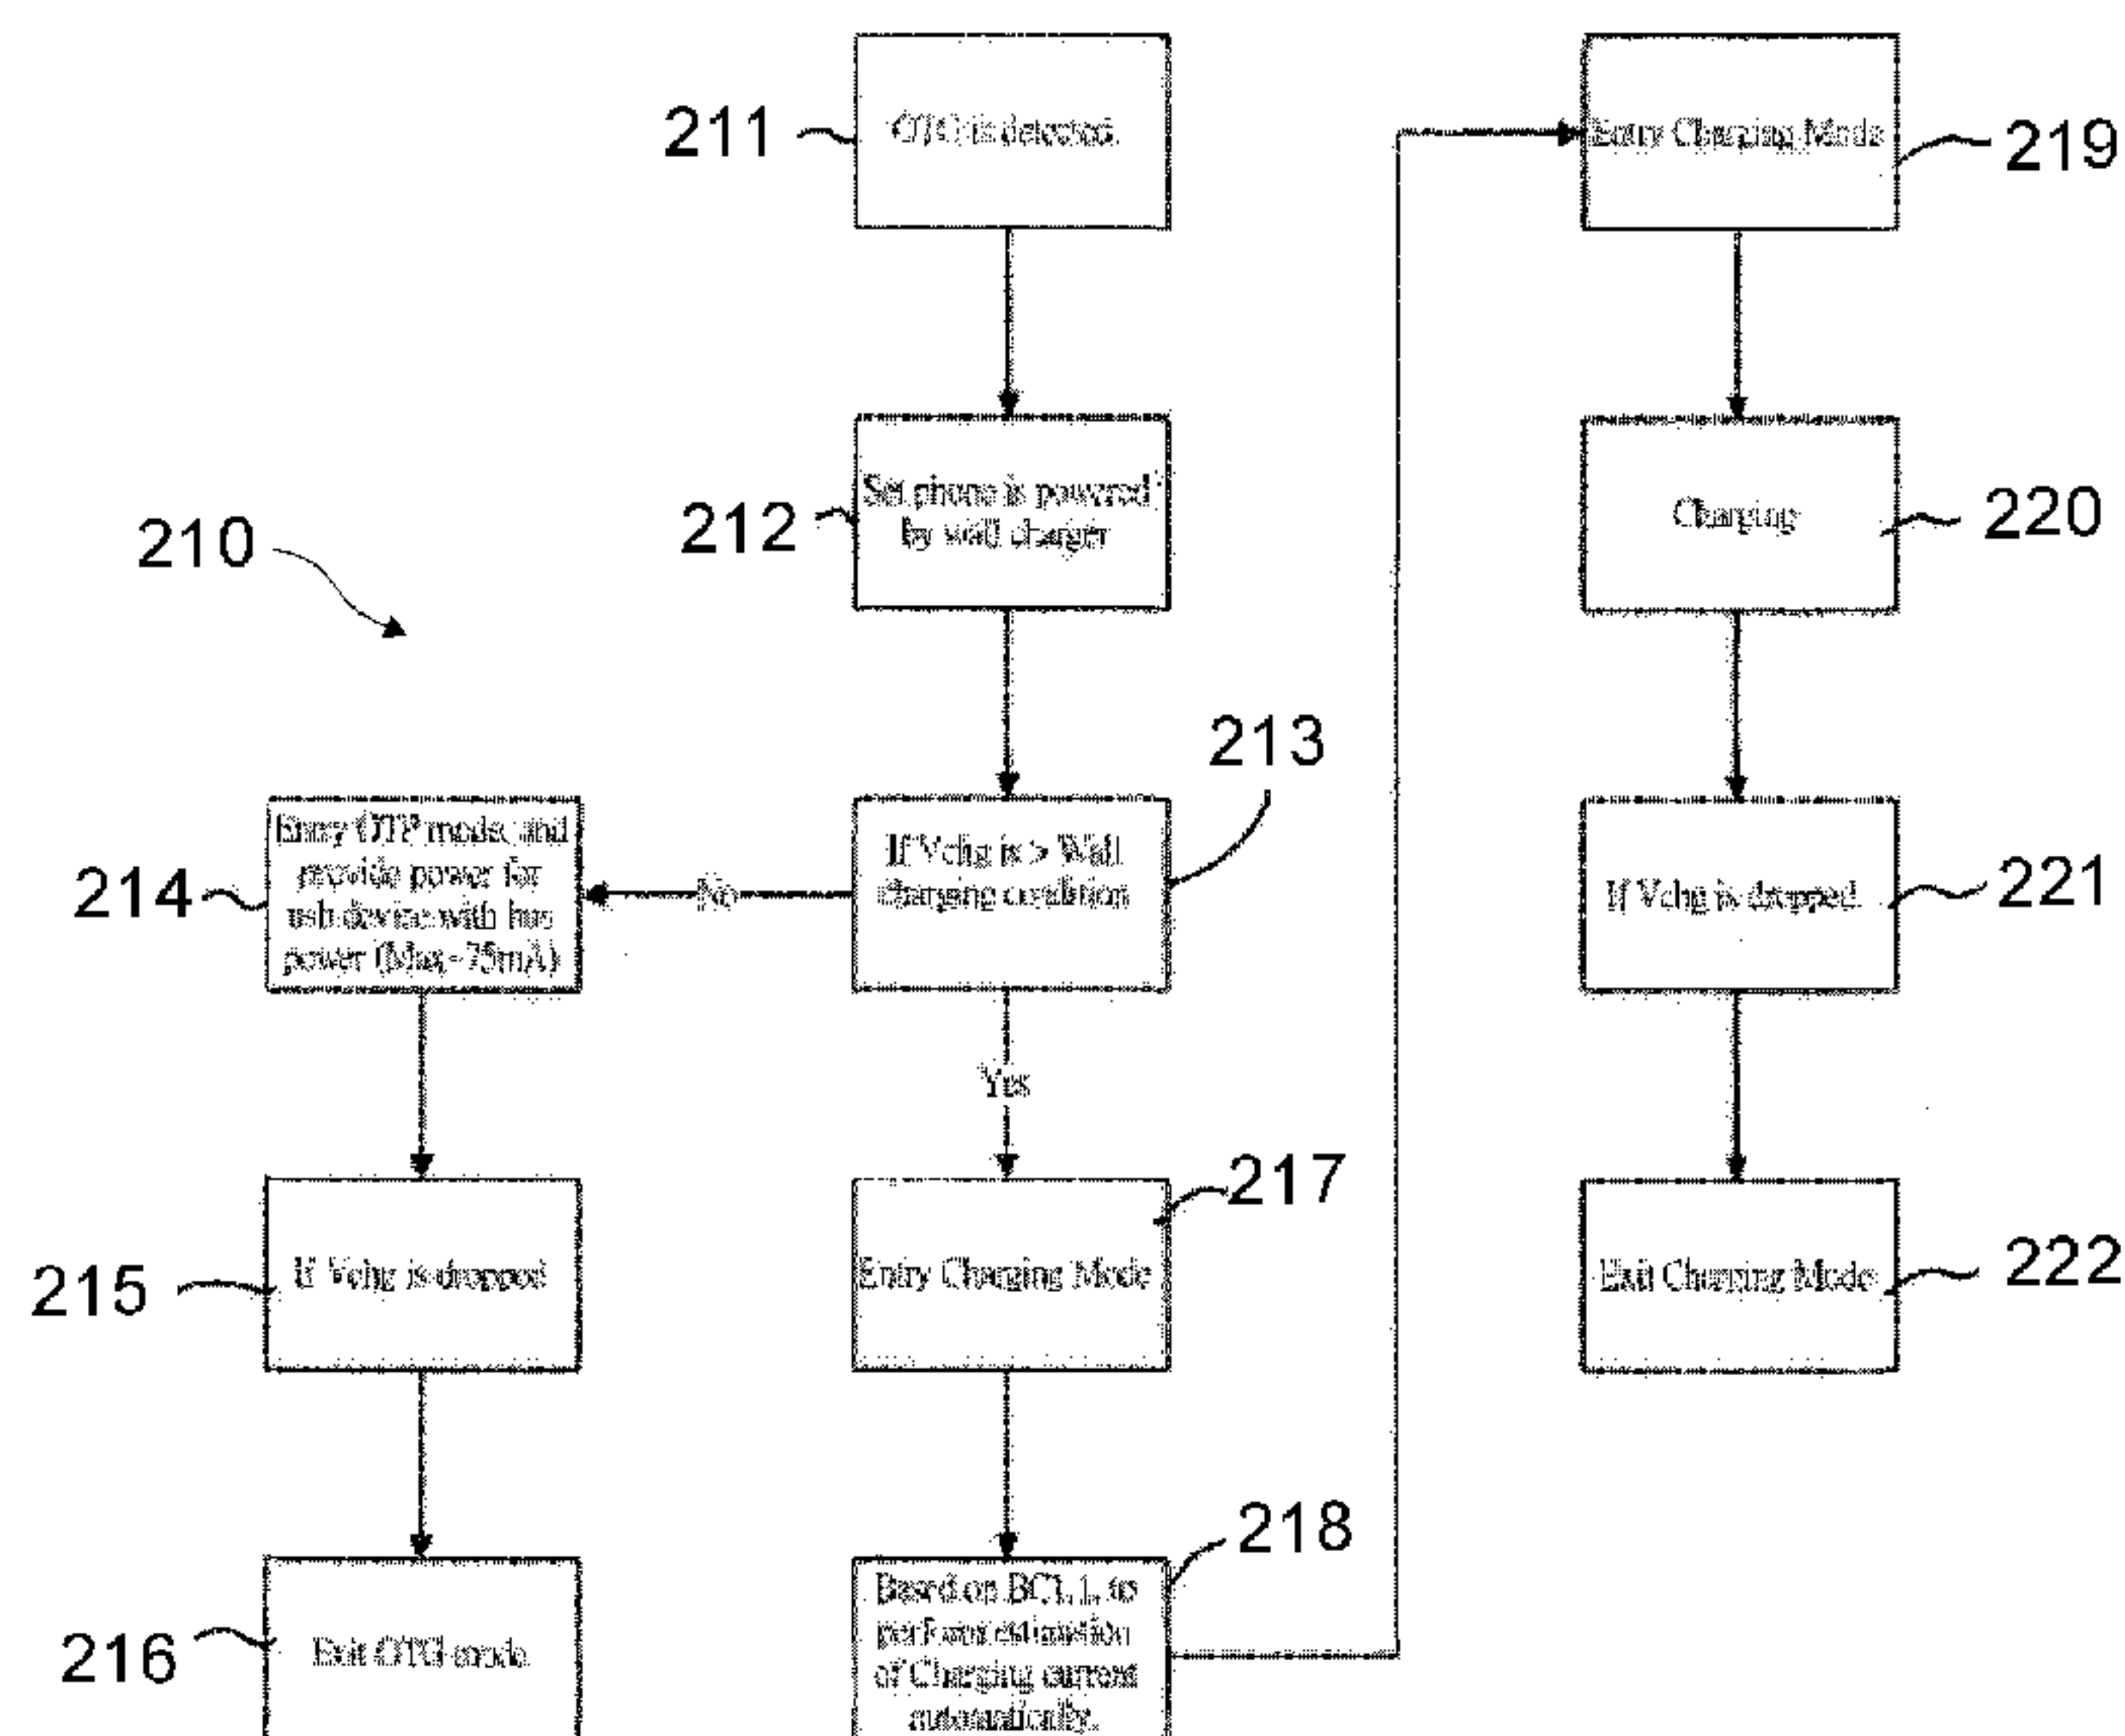 211
OTG is detected.
212
Set phone is powered
by wall charger
210
213
If Vchg is > Wall
charging condition
No
Yes
214
Entry OTP mode, and
provide power for
usb device with bus
power (Max.~75mA)
215
If Vchg is dropped
216
Exit OTG mode
217
Entry Charging Mode
218
Based on BC1.1, to
perform estimation
of Charging current
automatically.
219
Entry Charging Mode
220
Charging
221
If Vchg is dropped.
222
Exit Charging Mode